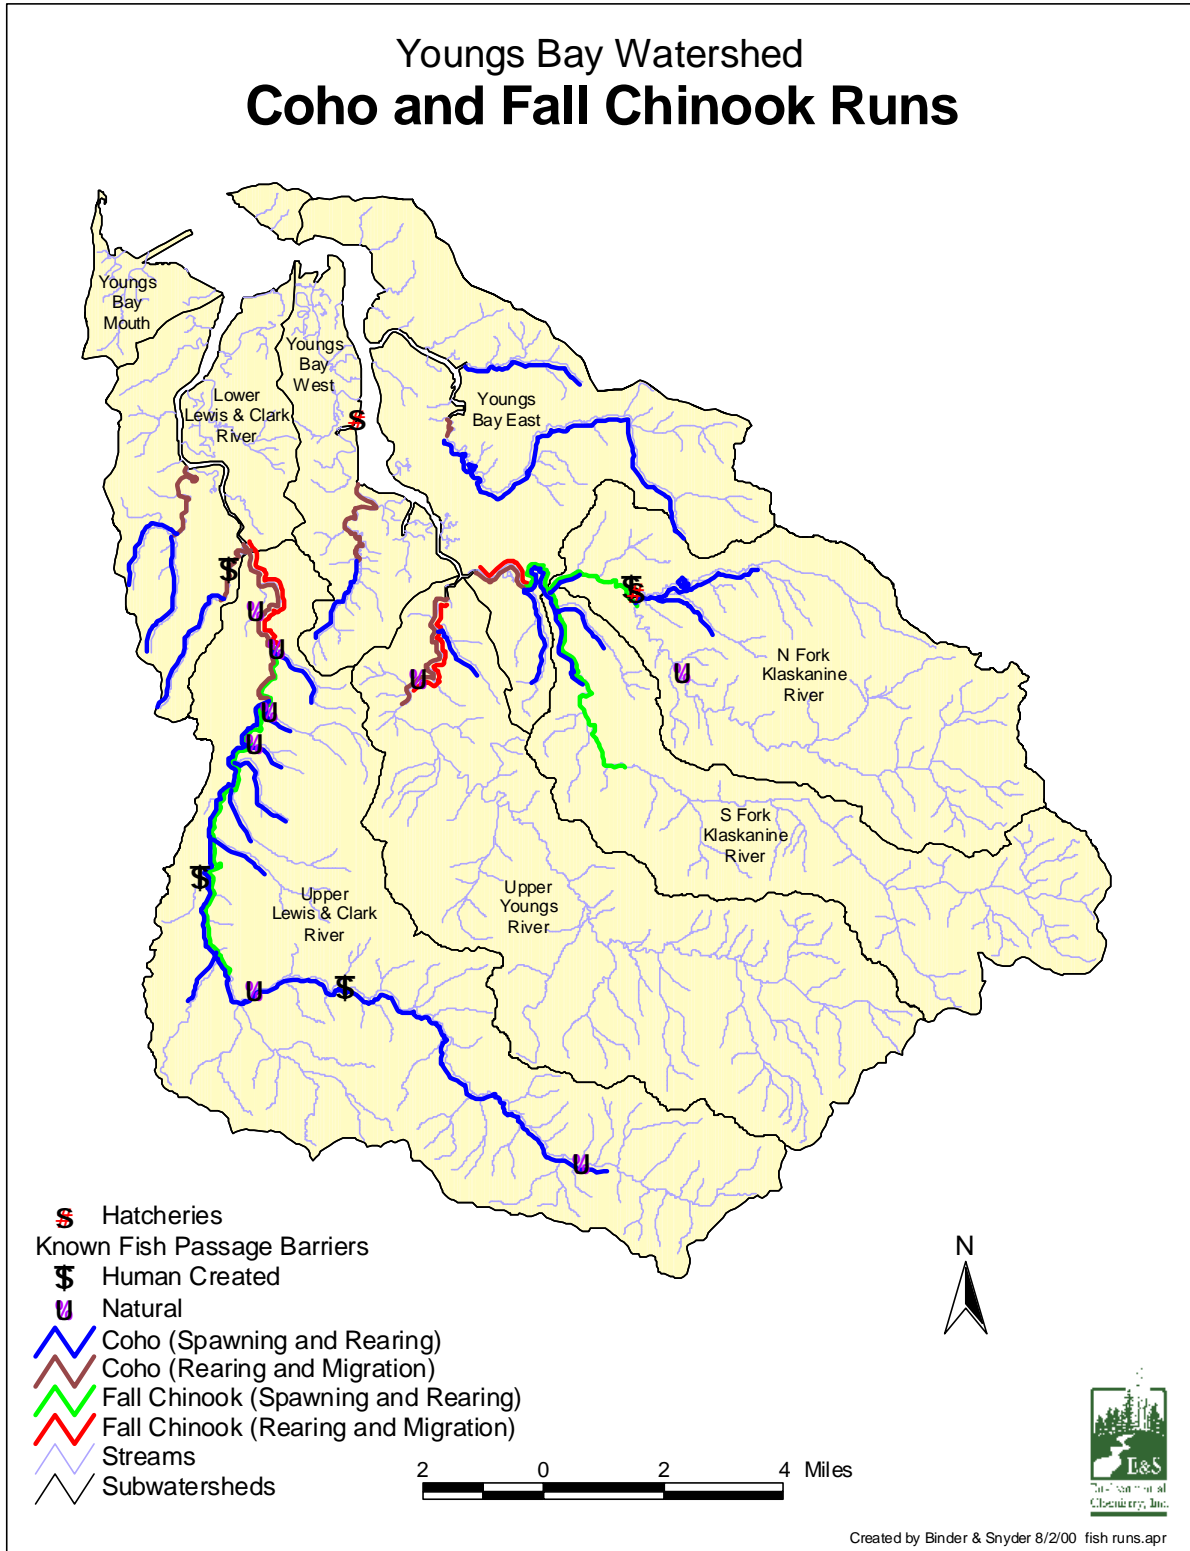 Youngs Bay Watershed
Coho and Fall Chinook Runs
Youngs
Bay
Mouth
Youngs
Bay
West
Lower
Lewis & Clark
River
Youngs
Bay East
N Fork
Klaskanine
River
S Fork
Klaskanine
River
Upper
Lewis & Clark
River
Upper
Youngs
River
Hatcheries
Known Fish Passage Barriers
Human Created
Natural
Coho (Spawning and Rearing)
Coho (Rearing and Migration)
Fall Chinook (Spawning and Rearing)
Fall Chinook (Rearing and Migration)
Streams
Subwatersheds
2 0 2 4 Miles
N
E&S
Chemistry, Inc.
Created by Binder & Snyder 8/2/00 fish runs.apr